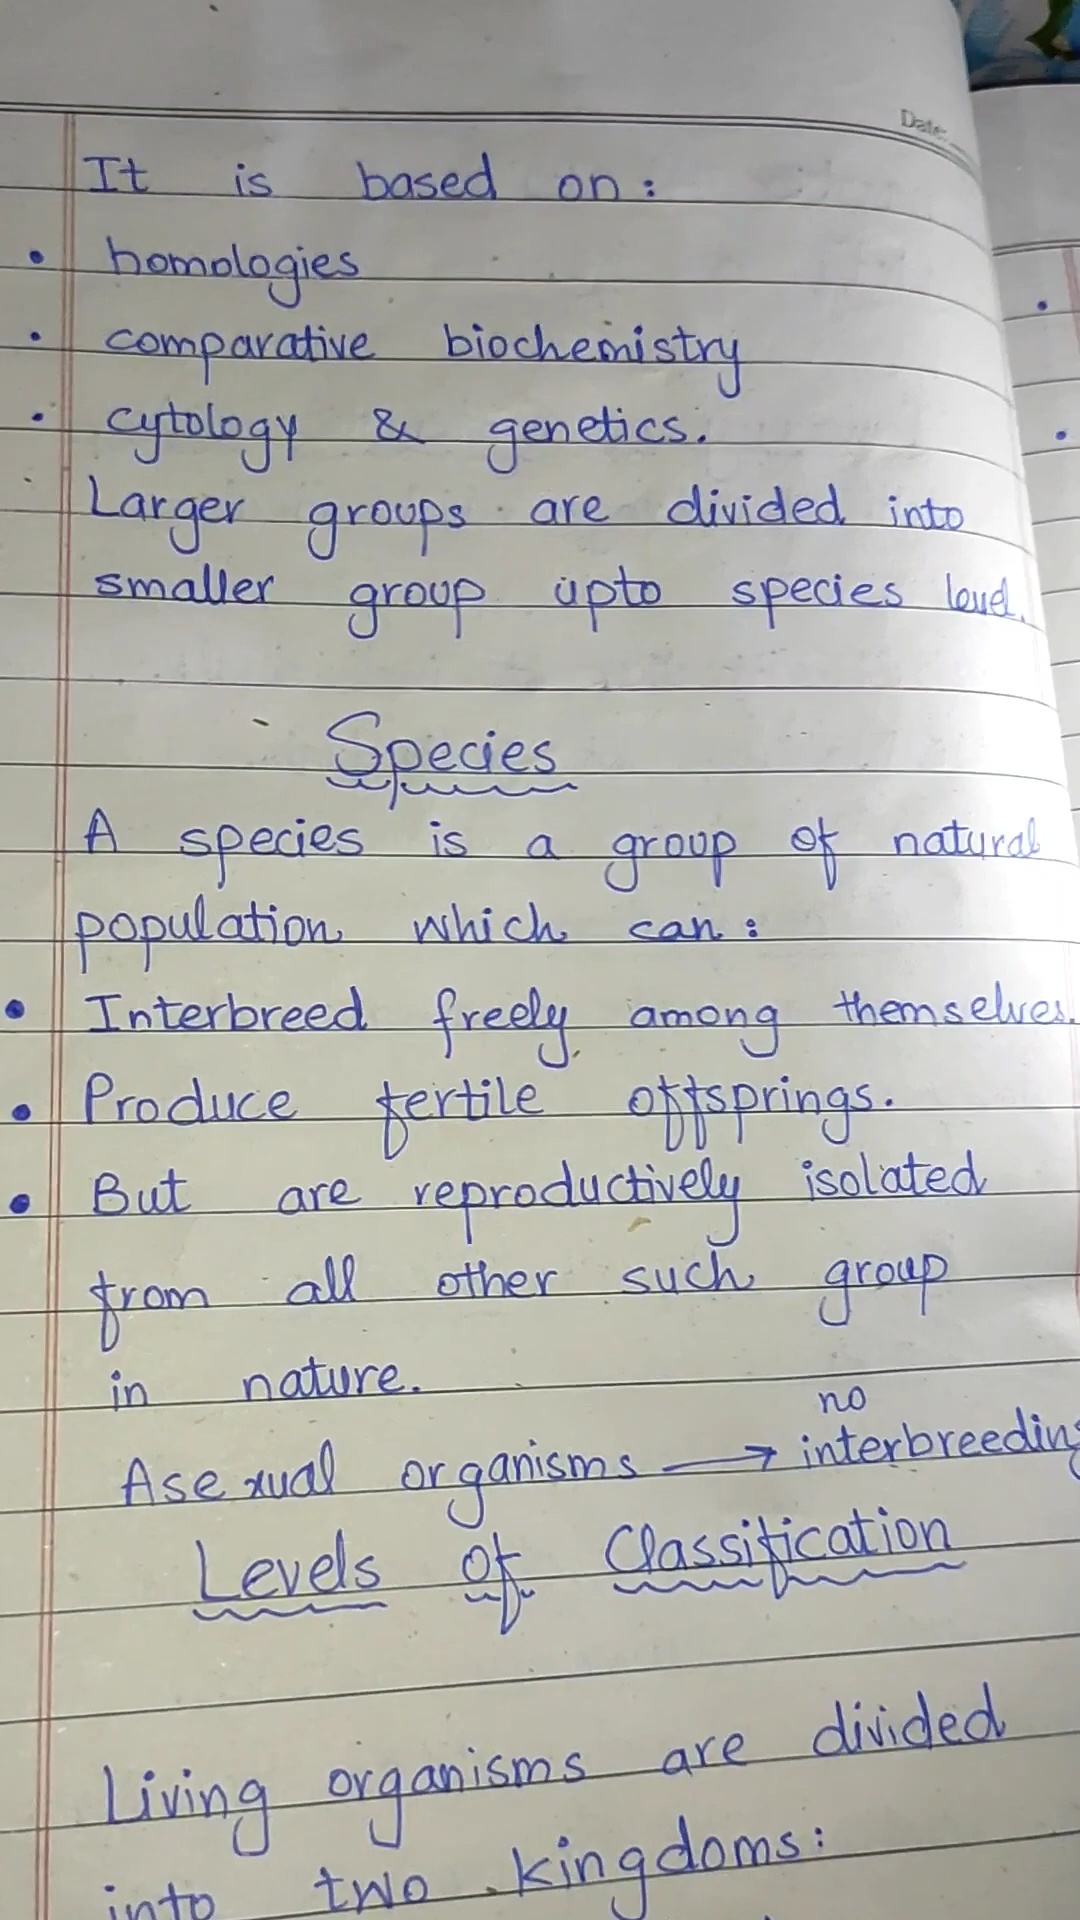 Date:
It is based on:
• homologies
• comparative biochemistry
• cytology & genetics.
Larger groups are divided into
smaller group upto species level.
Species
A species is a group of natural
population which can:
• Interbreed freely among themselves.
• Produce fertile offsprings.
• But are reproductively isolated
from all other such group
in nature.
no
Asexual organisms → interbreeding
Levels of Classification
Living organisms are divided
into two kingdoms: